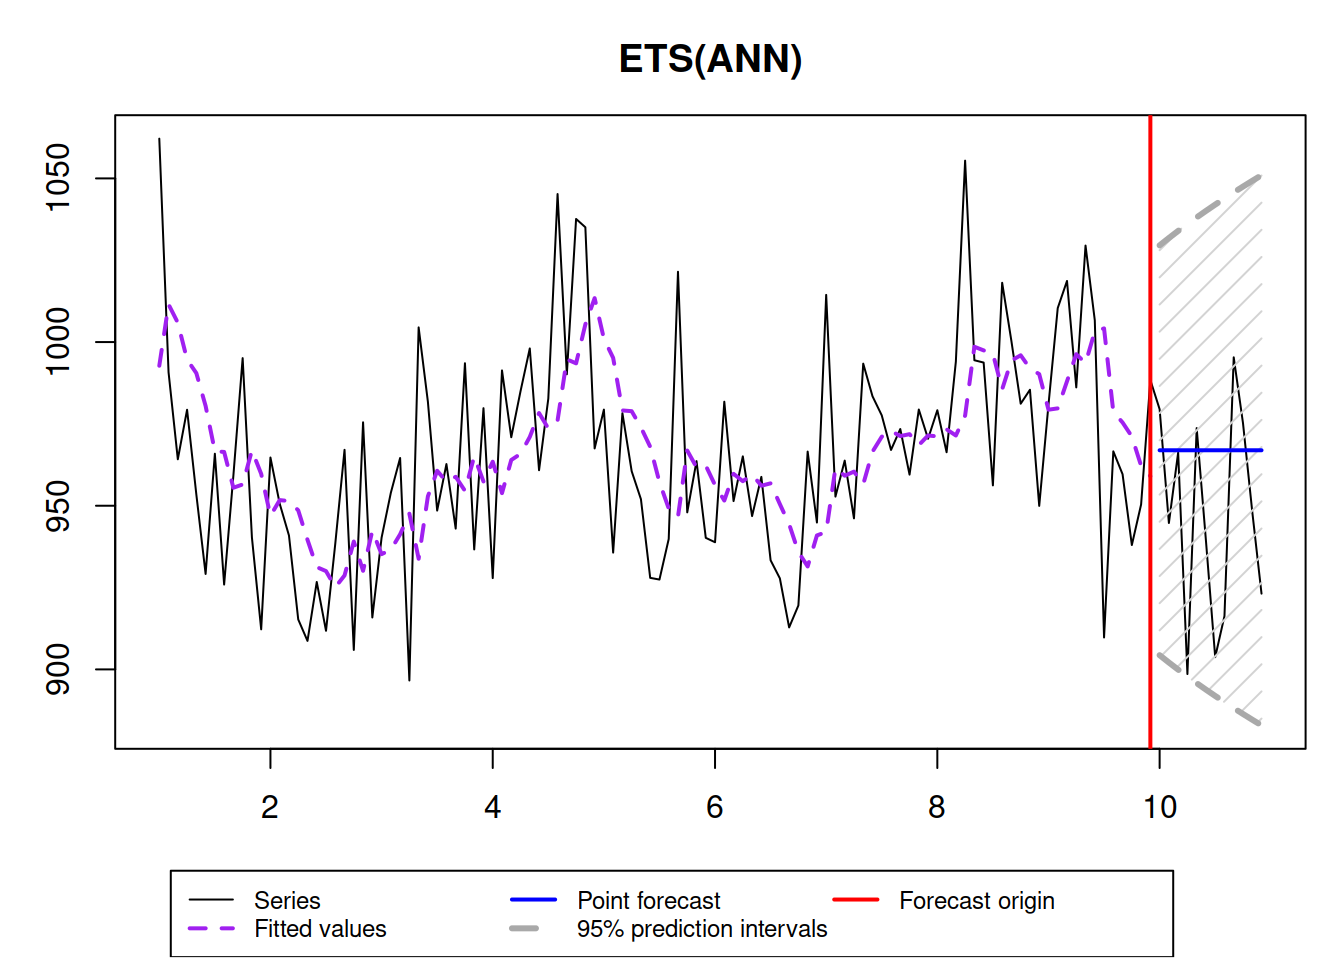 ETS(ANN)
1050
1000
950
900
2 4 6 8 10
Series Point forecast Forecast origin
Fitted values 95% prediction intervals